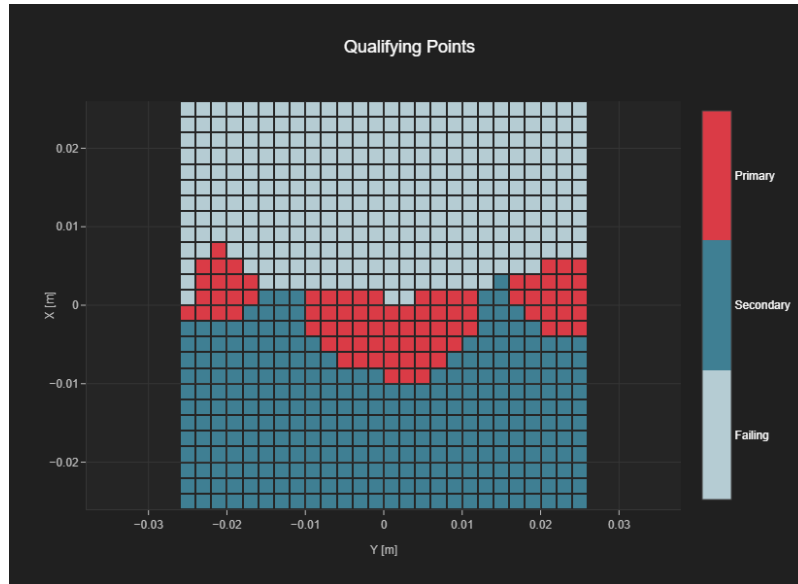 Qualifying Points
0.02
0.01
0
−0.01
−0.02
X [m]
−0.03
−0.02
−0.01
0
0.01
0.02
0.03
Y [m]
Primary
Secondary
Failing